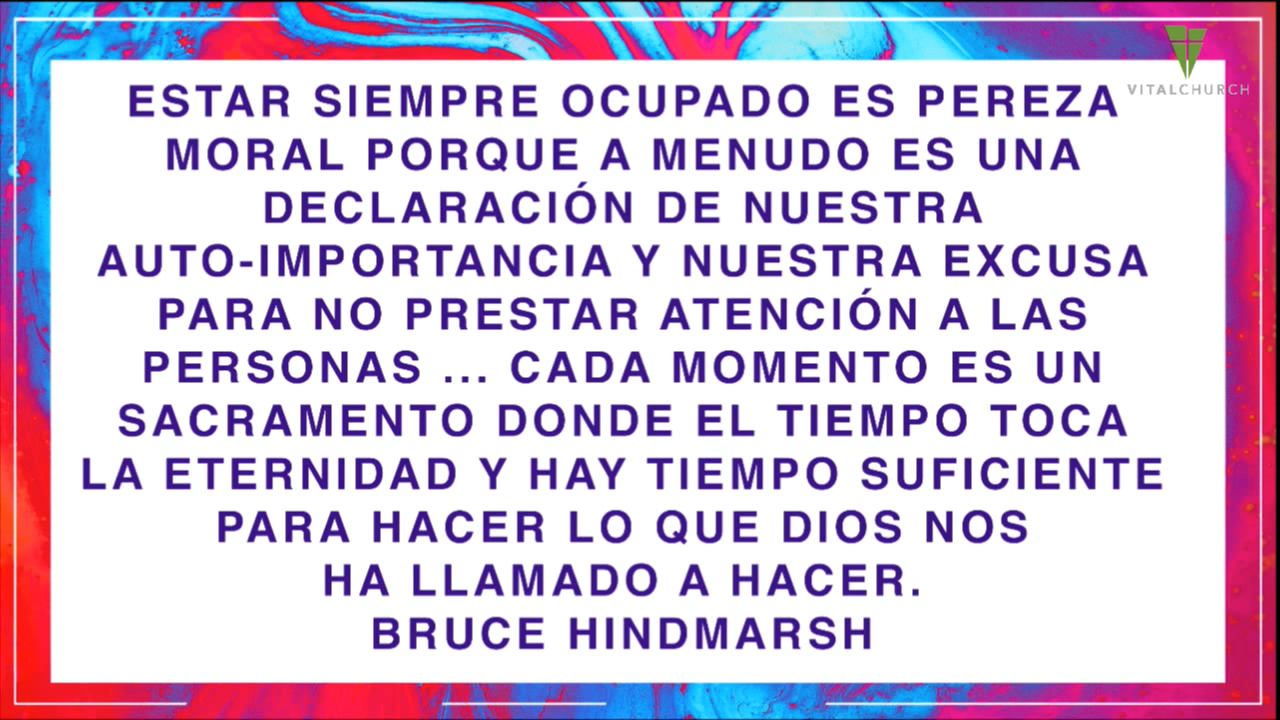 VITALCHURCH
ESTAR SIEMPRE OCUPADO ES PEREZA
MORAL PORQUE A MENUDO ES UNA
DECLARACIÓN DE NUESTRA
AUTO-IMPORTANCIA Y NUESTRA EXCUSA
PARA NO PRESTAR ATENCIÓN A LAS
PERSONAS ... CADA MOMENTO ES UN
SACRAMENTO DONDE EL TIEMPO TOCA
LA ETERNIDAD Y HAY TIEMPO SUFICIENTE
PARA HACER LO QUE DIOS NOS
HA LLAMADO A HACER.
BRUCE HINDMARSH